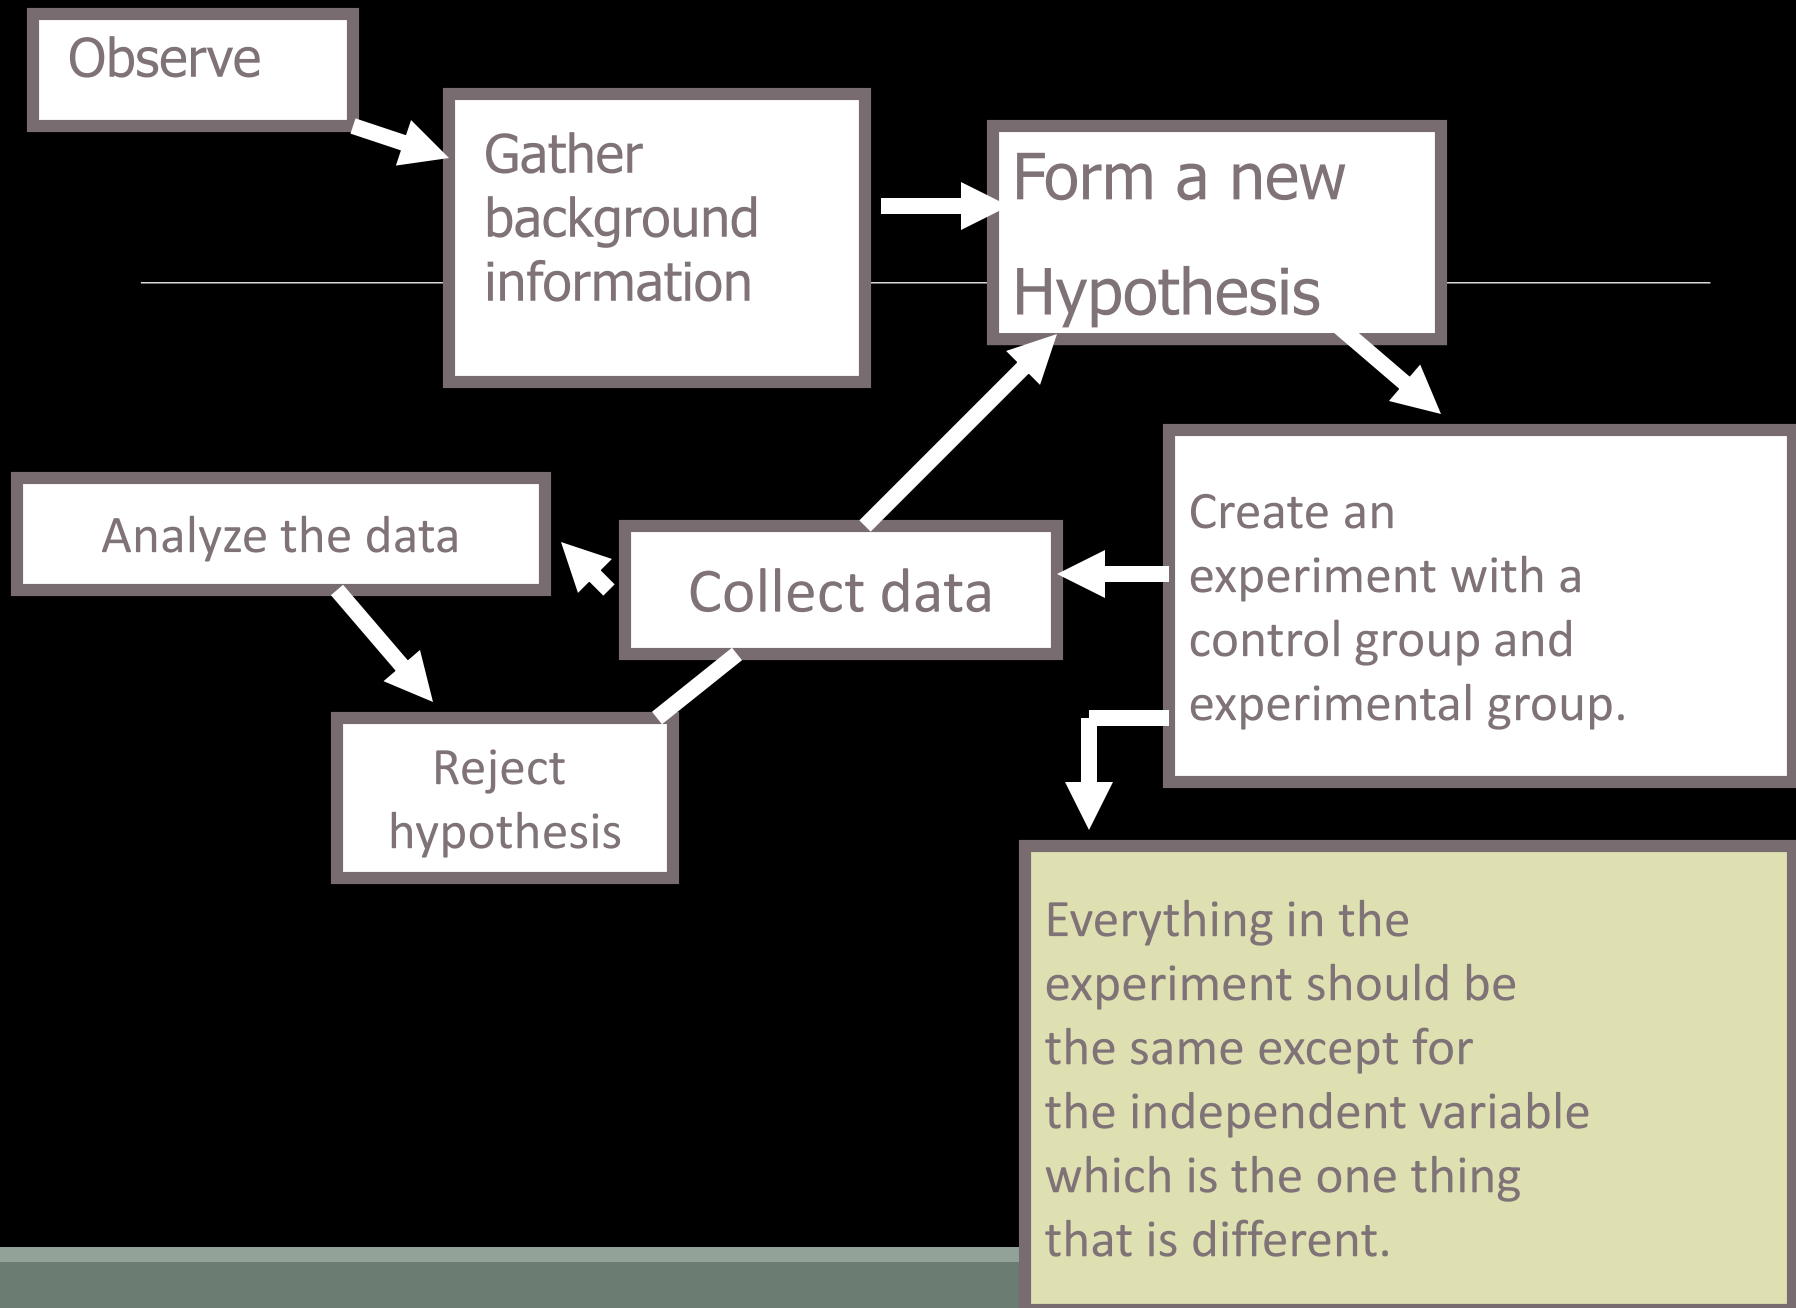 Observe
Gather
background
information
Form a new
Hypothesis
Analyze the data
Collect data
Create an
experiment with a
control group and
experimental group.
Reject
hypothesis
Everything in the
experiment should be
the same except for
the independent variable
which is the one thing
that is different.